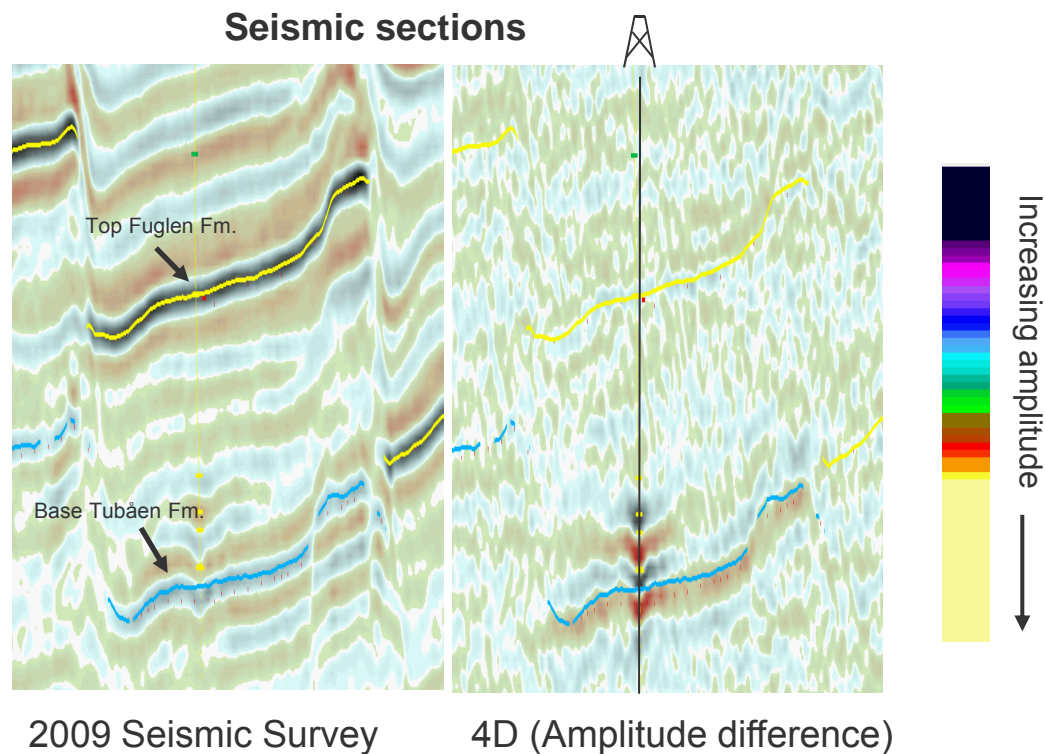 Seismic sections
Top Fuglen Fm.
Base Tubåen Fm.
Increasing amplitude
2009 Seismic Survey
4D (Amplitude difference)